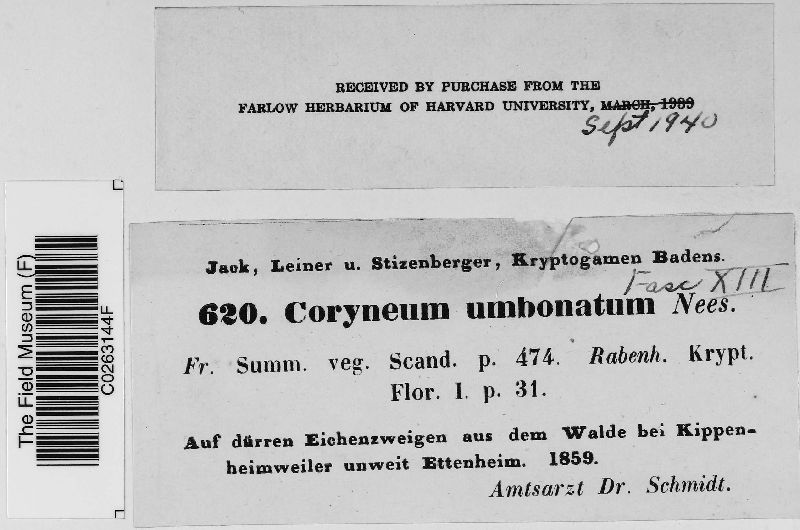 RECEIVED BY PURCHASE FROM THE
FARLOW HERBARIUM OF HARVARD UNIVERSITY, MARCH, 1939
Sept 1940
The Field Museum (F)
C0263144F
Jack, Leiner u. Stizenberger, Kryptogamen Badens.
Fasc XIII
620. Coryneum umbonatum Nees.
Fr. Summ. veg. Scand. p. 474. Rabenh. Krypt.
Flor. I. p. 31.
Auf dürren Eichenzweigen aus dem Walde bei Kippen-
heimweiler unweit Ettenheim. 1859.
Amtsarzt Dr. Schmidt.